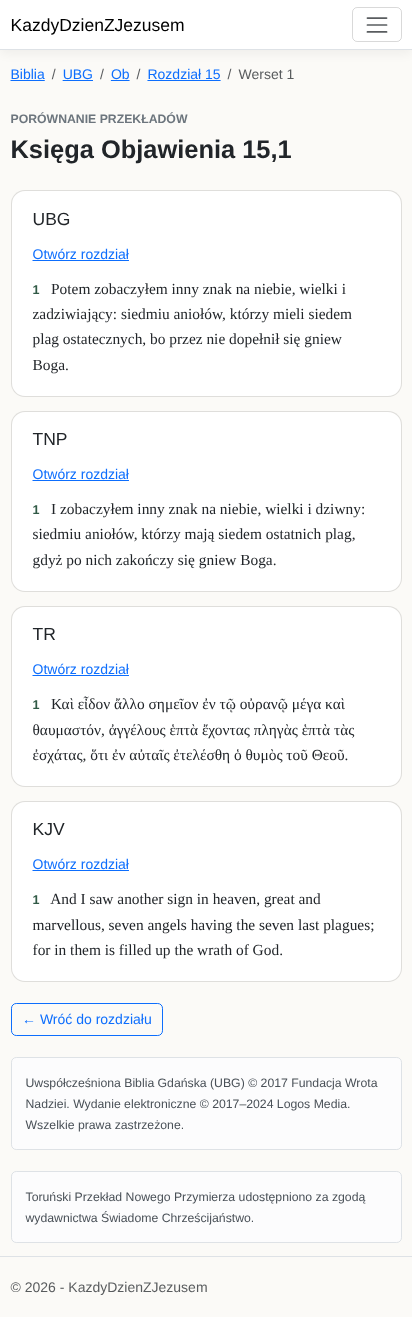 KazdyDzienZJezusem
Biblia / UBG / Ob / Rozdział 15 / Werset 1
PORÓWNANIE PRZEKŁADÓW
Księga Objawienia 15,1
UBG
Otwórz rozdział
1 Potem zobaczyłem inny znak na niebie, wielki i
zadziwiający: siedmiu aniołów, którzy mieli siedem
plag ostatecznych, bo przez nie dopełnił się gniew
Boga.
TNP
Otwórz rozdział
1 I zobaczyłem inny znak na niebie, wielki i dziwny:
siedmiu aniołów, którzy mają siedem ostatnich plag,
gdyż po nich zakończy się gniew Boga.
TR
Otwórz rozdział
1 Καὶ εἶδον ἄλλο σημεῖον ἐν τῷ οὐρανῷ μέγα καὶ
θαυμαστόν, ἀγγέλους ἑπτὰ ἔχοντας πληγὰς ἑπτὰ τὰς
ἐσχάτας, ὅτι ἐν αὐταῖς ἐτελέσθη ὁ θυμὸς τοῦ Θεοῦ.
KJV
Otwórz rozdział
1 And I saw another sign in heaven, great and
marvellous, seven angels having the seven last plagues;
for in them is filled up the wrath of God.
← Wróć do rozdziału
Uwspółcześniona Biblia Gdańska (UBG) © 2017 Fundacja Wrota
Nadziei. Wydanie elektroniczne © 2017–2024 Logos Media.
Wszelkie prawa zastrzeżone.
Toruński Przekład Nowego Przymierza udostępniono za zgodą
wydawnictwa Świadome Chrześcijaństwo.
© 2026 - KazdyDzienZJezusem